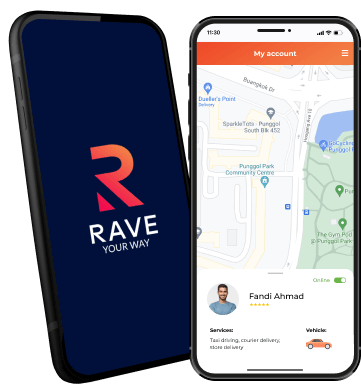 RAVE
YOUR WAY
11:30
My account
Buangkok Dr
Dueller's Point
Delivery
SparkleTots - Punggol
South Blk 452
GoCycling
Punggol P
Punggol Park
Community Centre
The Gym Pod
@ Punggol Park
Online
Fandi Ahmad
Services:
Vehicle:
Taxi driving, courier delivery,
store delivery